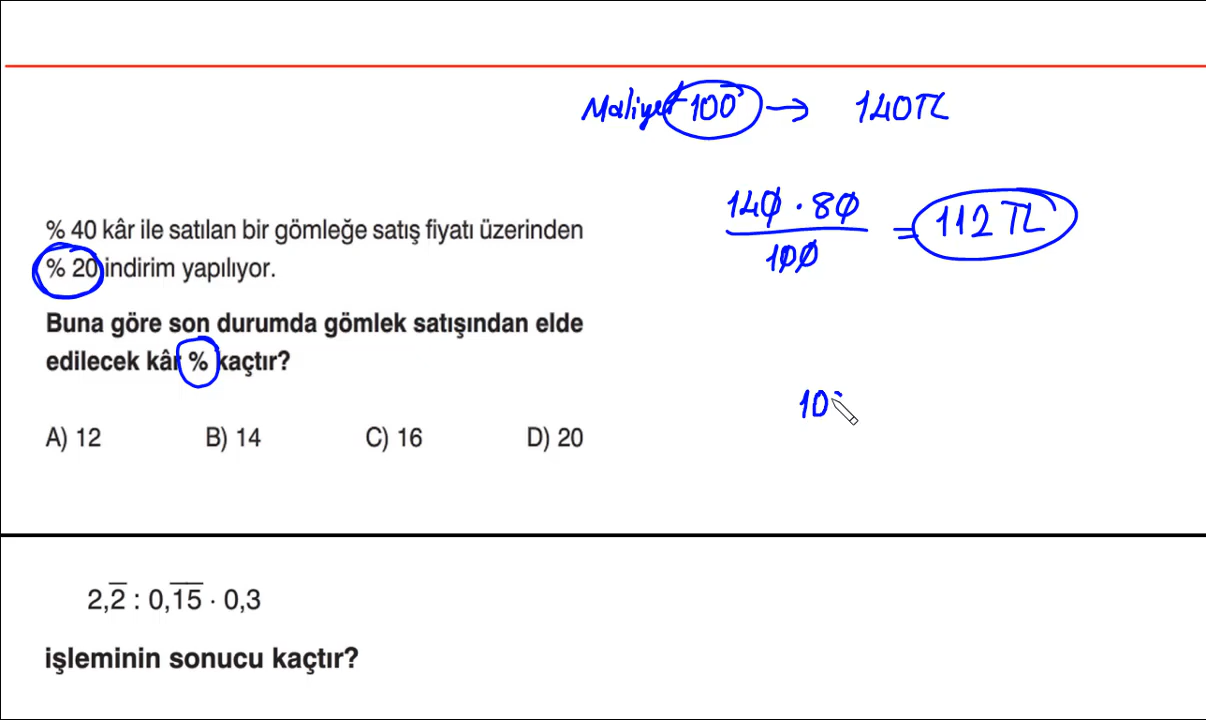 Maliyet 100 → 140TL
140 . 80
100
= 112 TL
% 40 kâr ile satılan bir gömleğe satış fiyatı üzerinden
% 20 indirim yapılıyor.
Buna göre son durumda gömlek satışından elde
edilecek kâr % kaçtır?
10
A) 12 B) 14 C) 16 D) 20
2,2̅ : 0,1̅5̅ · 0,3
işleminin sonucu kaçtır?